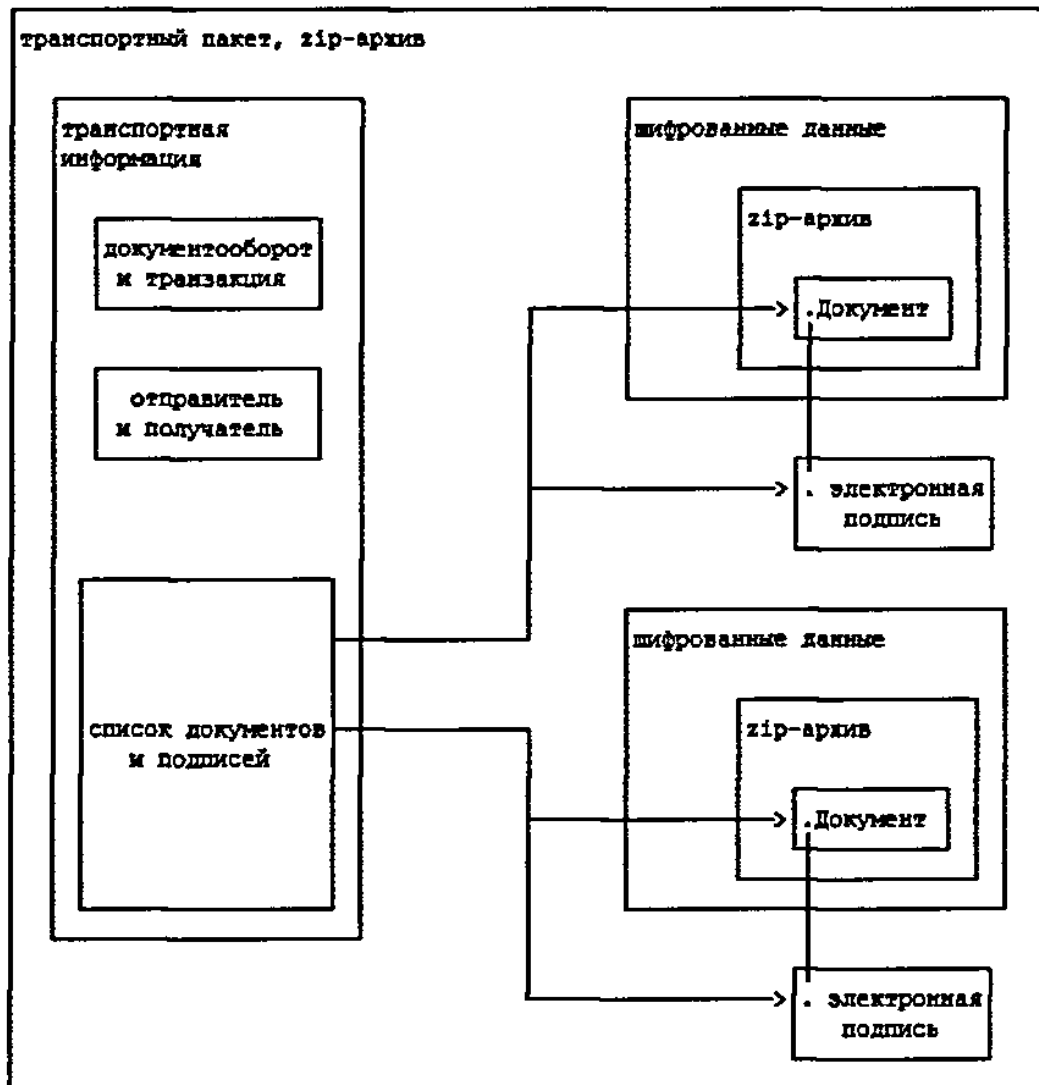 транспортный пакет, zip-архив
транспортная
информация
документооборот
и транзакция
отправитель
и получатель
список документов
и подписей
шифрованные данные
zip-архив
.Документ
. электронная
подпись
шифрованные данные
zip-архив
.Документ
. электронная
подпись